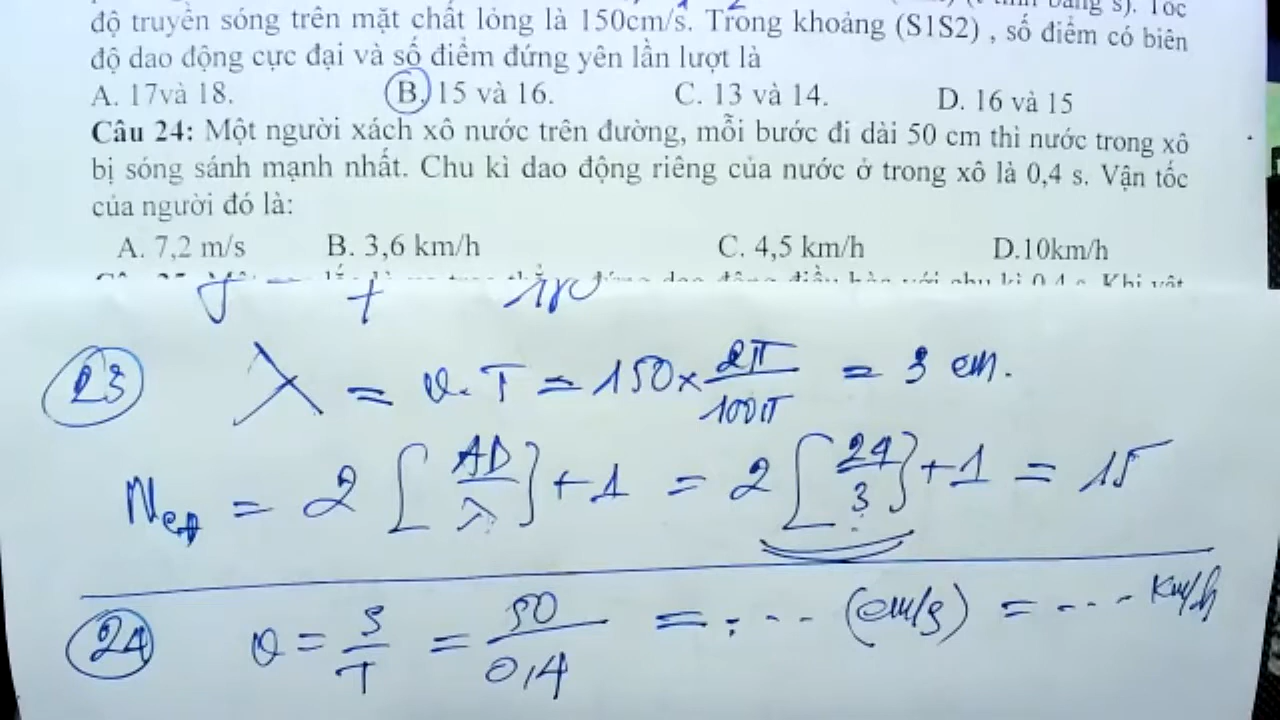 độ truyền sóng trên mặt chất lỏng là 150cm/s. Trong khoảng (S1S2) , số điểm có biên
độ dao động cực đại và số điểm đứng yên lần lượt là
A. 17và 18. B. 15 và 16. C. 13 và 14. D. 16 và 15
Câu 24: Một người xách xô nước trên đường, mỗi bước đi dài 50 cm thì nước trong xô
bị sóng sánh mạnh nhất. Chu kì dao động riêng của nước ở trong xô là 0,4 s. Vận tốc
của người đó là:
A. 7,2 m/s B. 3,6 km/h C. 4,5 km/h D.10km/h
23 λ = v.T = 150 × 2π/100π = 3 cm.
N = 2 [AB/λ] + 1 = 2 [24/3] + 1 = 15
24 v = S/T = 50/0,4 = ... (cm/s) = ... km/h